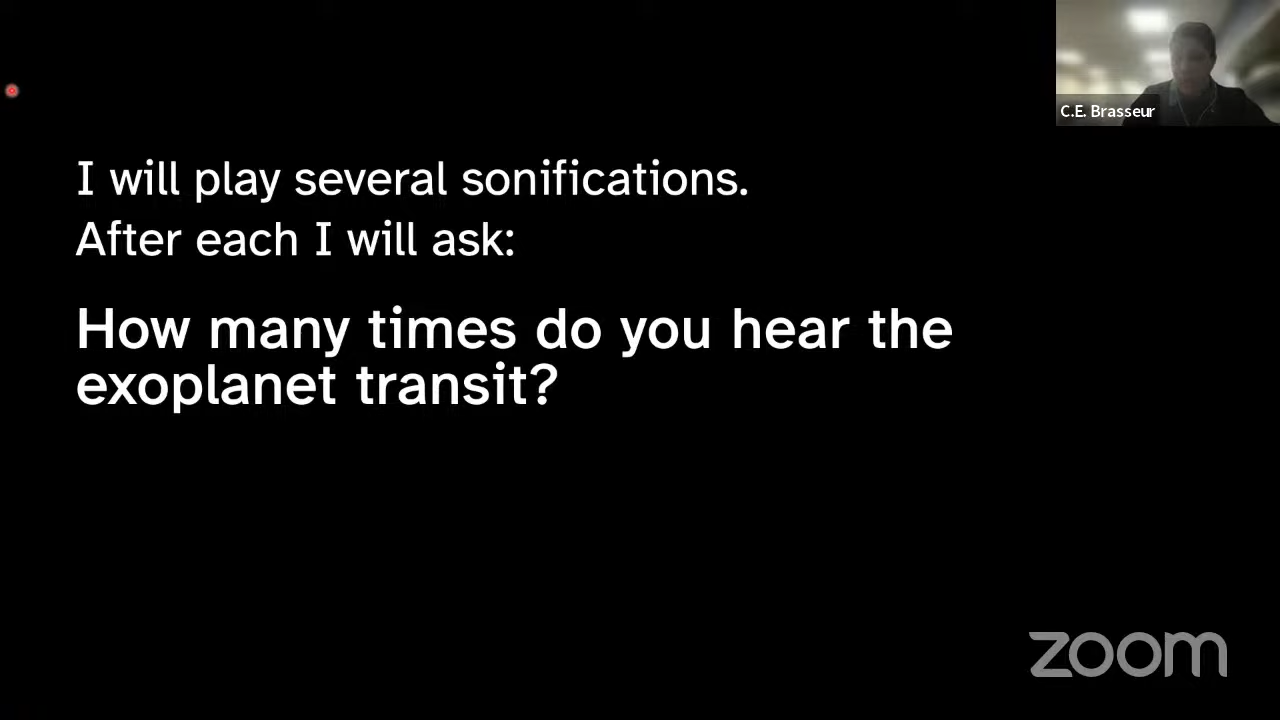 C.E. Brasseur
I will play several sonifications.
After each I will ask:
How many times do you hear the
exoplanet transit?
zoom